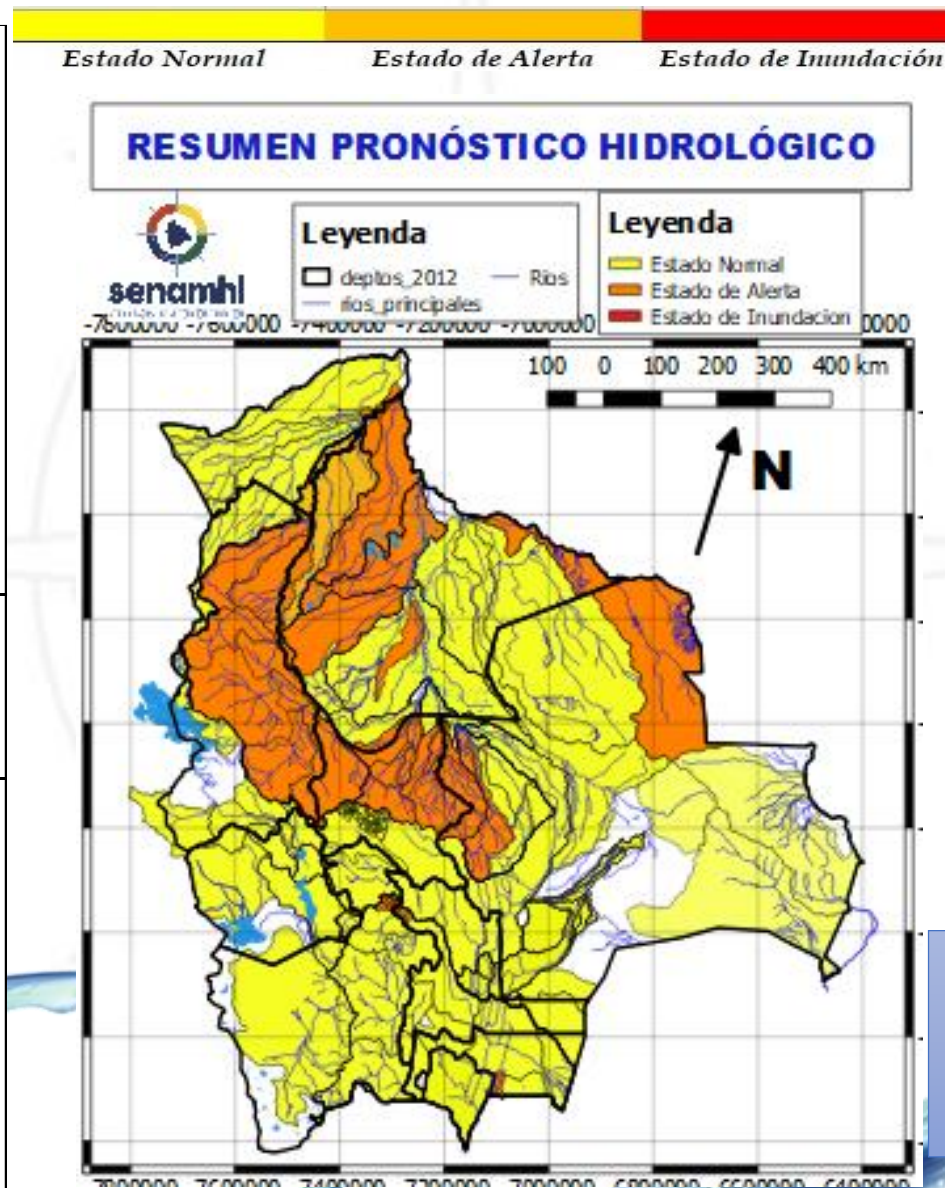 Estado Normal Estado de Alerta Estado de Inundación
RESUMEN PRONÓSTICO HIDROLÓGICO
senamhi
Leyenda
deptos_2012 Rios
rios_principales
Leyenda
Estado Normal
Estado de Alerta
Estado de Inundacion
-7800000 -7600000 -7400000 -7200000 -7000000
100 0 100 200 300 400 km
N